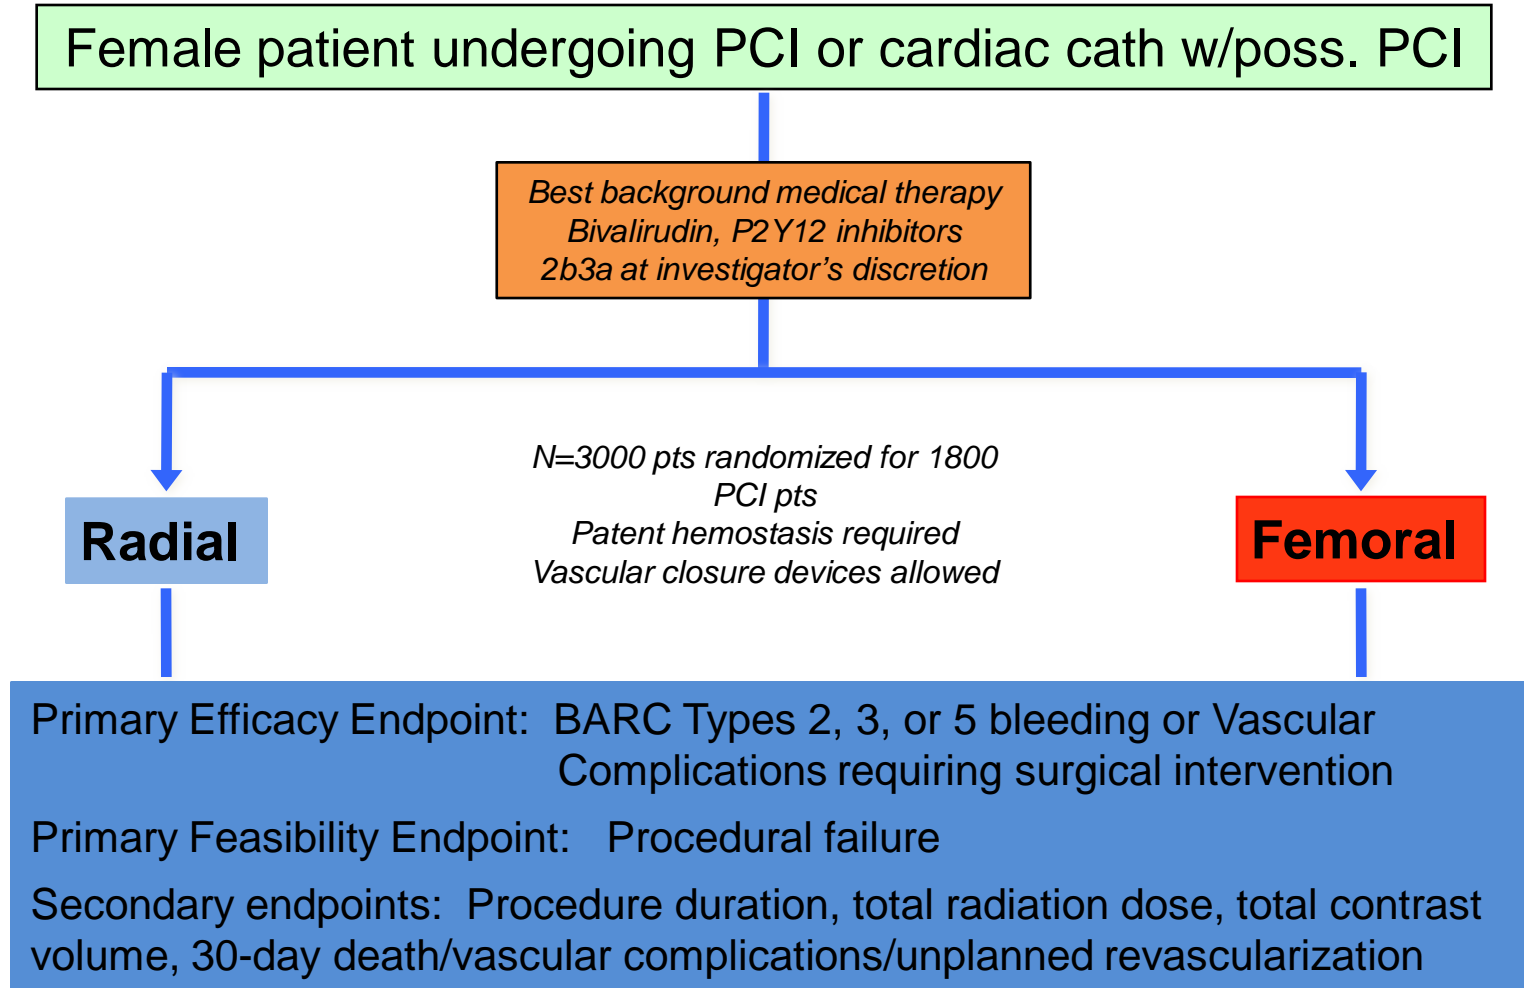 Female patient undergoing PCI or cardiac cath w/poss. PCI
Best background medical therapy
Bivalirudin, P2Y12 inhibitors
2b3a at investigator’s discretion
N=3000 pts randomized for 1800
PCI pts
Patent hemostasis required
Vascular closure devices allowed
Radial
Femoral
Primary Efficacy Endpoint: BARC Types 2, 3, or 5 bleeding or Vascular
Complications requiring surgical intervention
Primary Feasibility Endpoint: Procedural failure
Secondary endpoints: Procedure duration, total radiation dose, total contrast
volume, 30-day death/vascular complications/unplanned revascularization